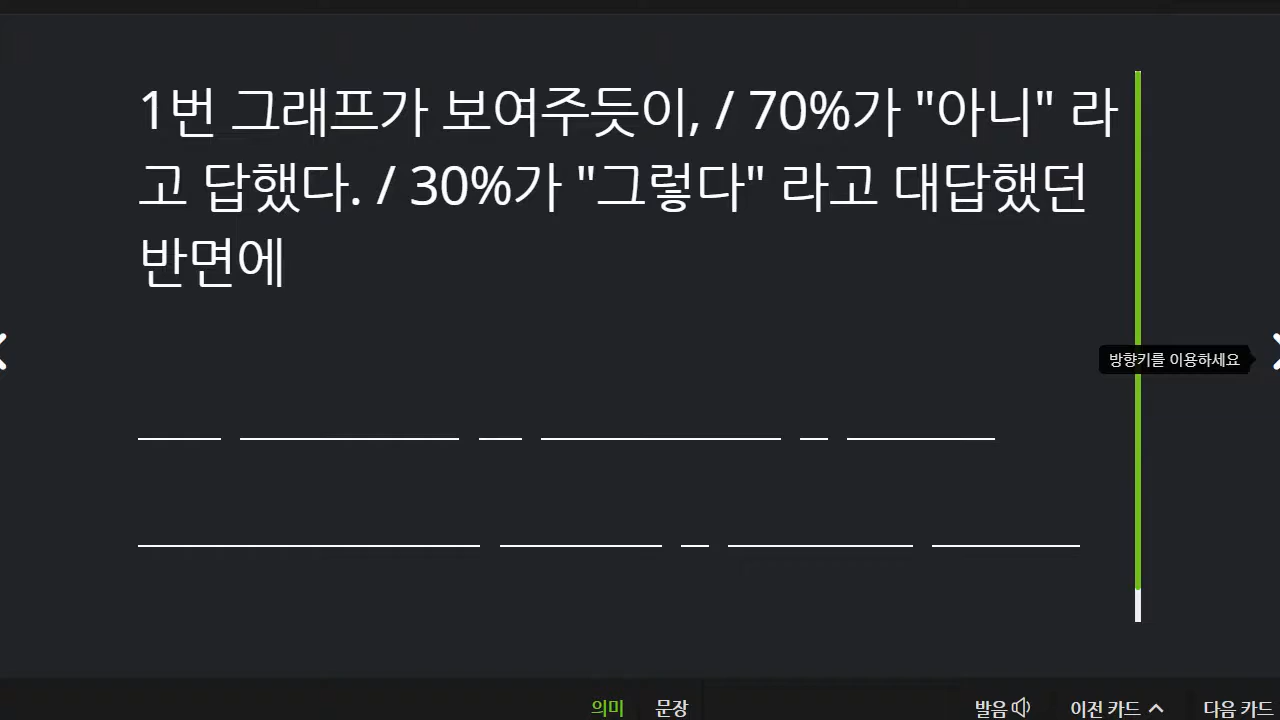 1번 그래프가 보여주듯이, / 70%가 "아니" 라
고 답했다. / 30%가 "그렇다" 라고 대답했던
반면에
방향키를 이용하세요
의미 문장 발음 이전 카드 다음 카드